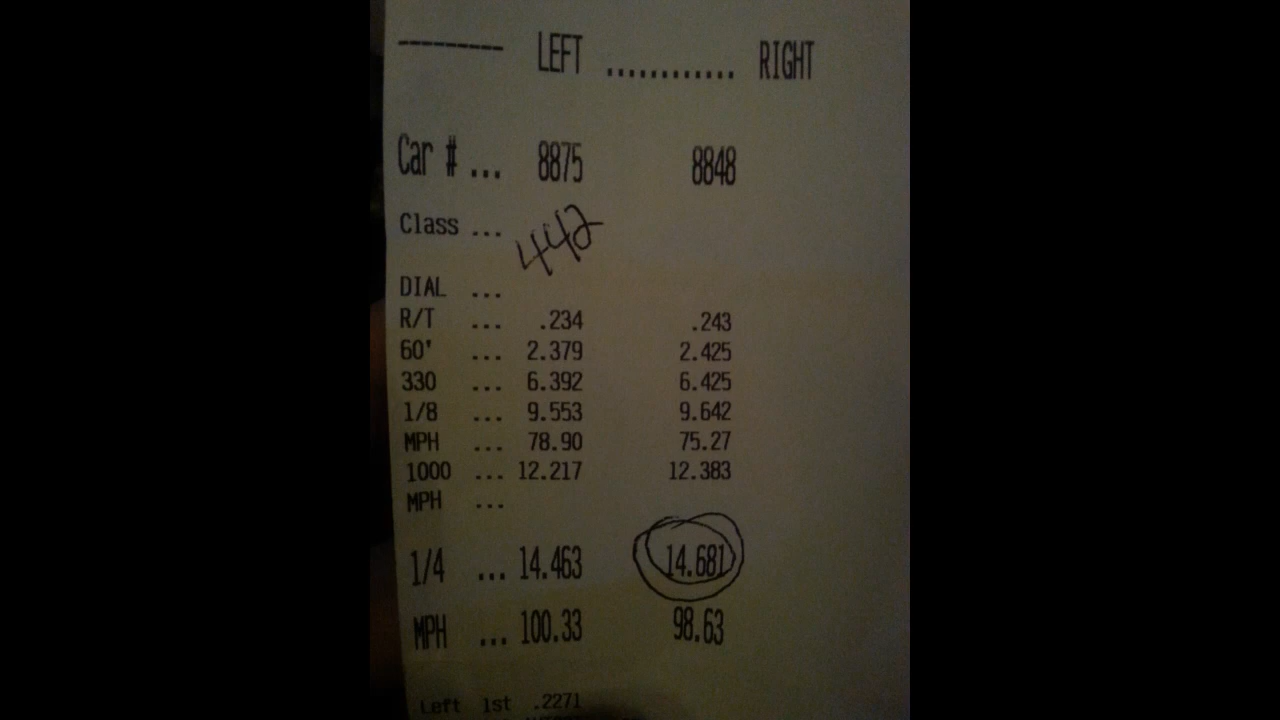 --------- LEFT ............ RIGHT
Car # ... 8875 8848
Class ... 442
DIAL ...
R/T ... .234 .243
60' ... 2.379 2.425
330 ... 6.392 6.425
1/8 ... 9.553 9.642
MPH ... 78.90 75.27
1000 ... 12.217 12.383
MPH ...
1/4 ... 14.463 14.681
MPH ... 100.33 98.63
Left 1st .2271